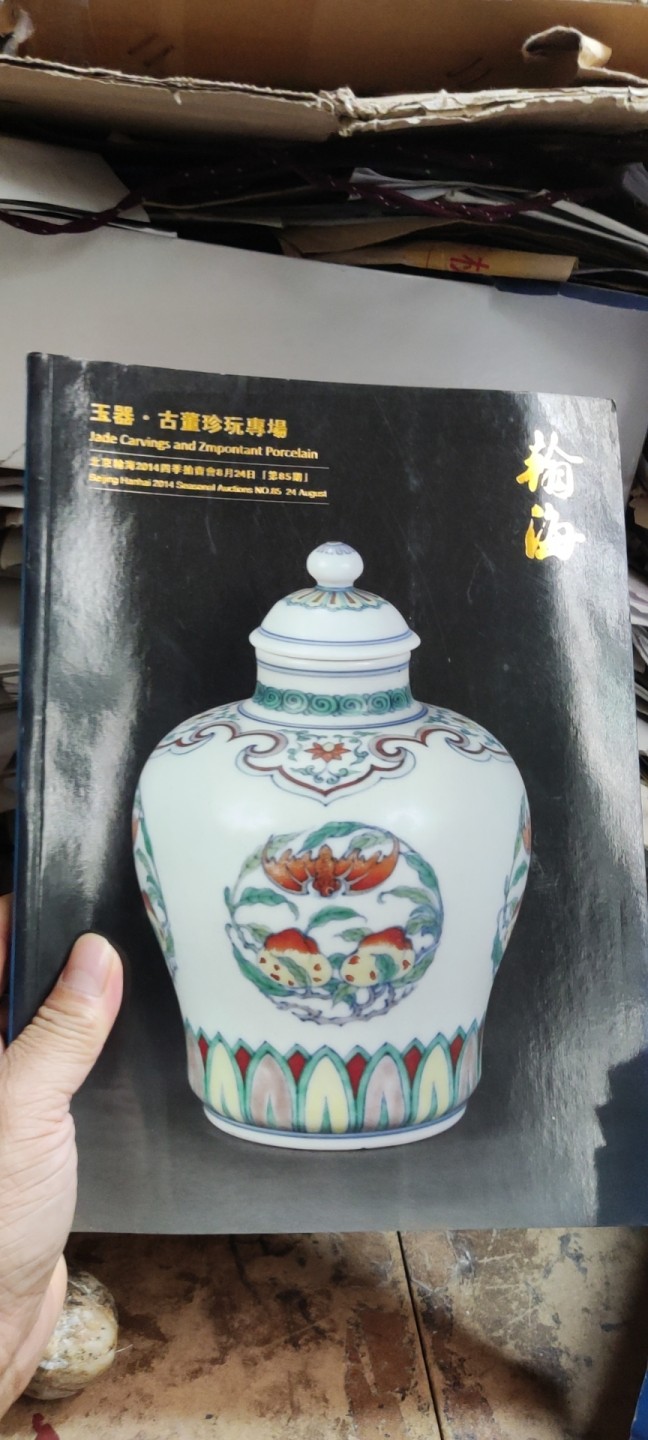 玉器·古董珍玩專場
Jade Carvings and Zmpontant Porcelain
北京翰海2014四季拍賣會8月24日「第85期」
Beijing Hanhai 2014 Seasonal Auctions NO.85 24 August
翰海